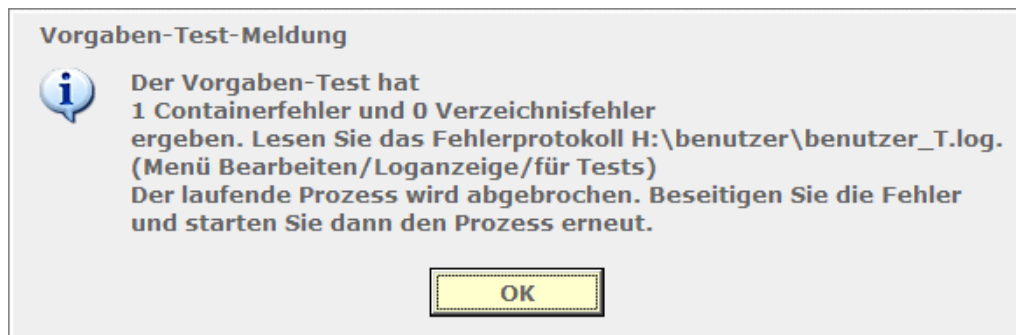 Vorgaben-Test-Meldung
Der Vorgaben-Test hat
1 Containerfehler und 0 Verzeichnisfehler
ergeben. Lesen Sie das Fehlerprotokoll H:\benutzer\benutzer_T.log.
(Menü Bearbeiten/Loganzeige/für Tests)
Der laufende Prozess wird abgebrochen. Beseitigen Sie die Fehler
und starten Sie dann den Prozess erneut.
OK